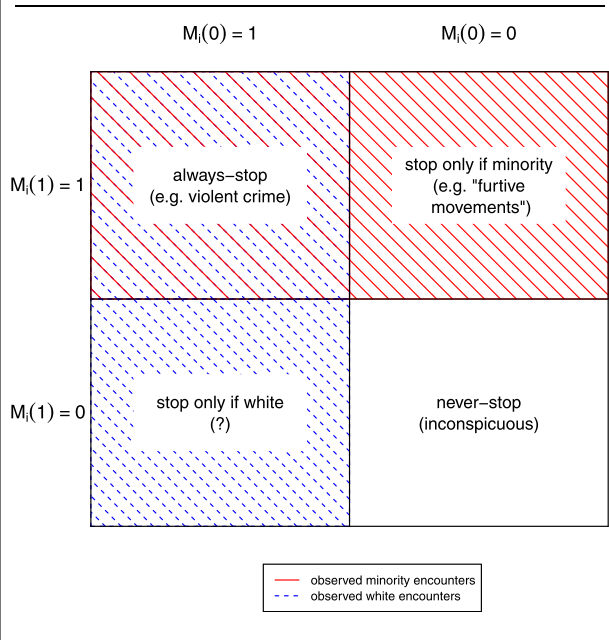 Mᵢ(0) = 1
Mᵢ(0) = 0
Mᵢ(1) = 1
always−stop
(e.g. violent crime)
stop only if minority
(e.g. "furtive
movements")
Mᵢ(1) = 0
stop only if white
(?)
never−stop
(inconspicuous)
observed minority encounters
observed white encounters